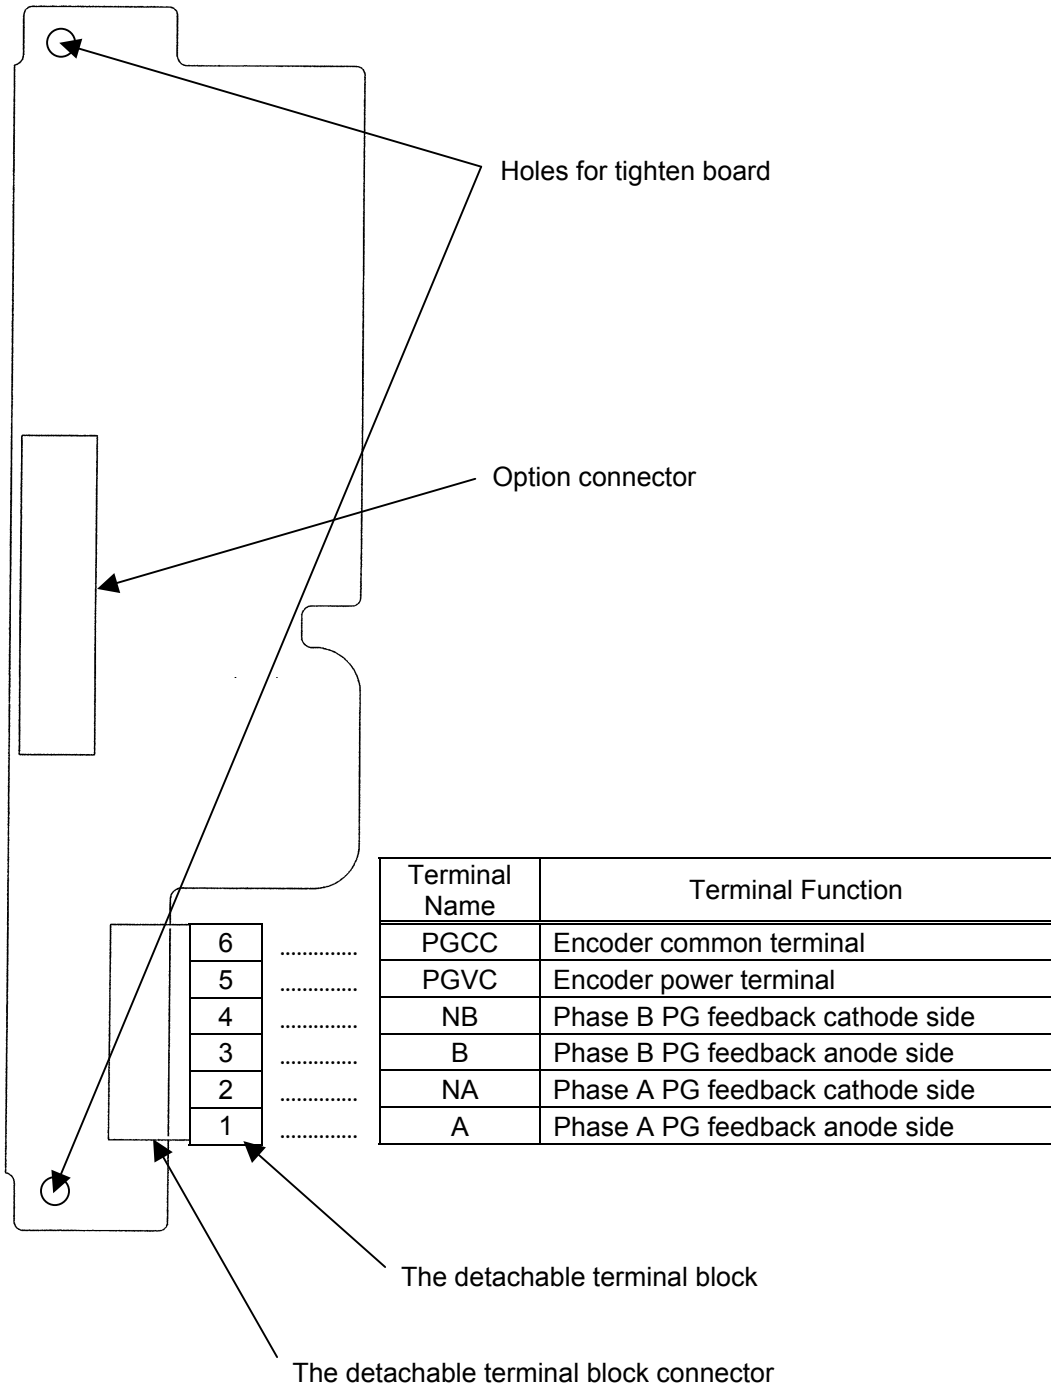 Holes for tighten board
Option connector
Terminal Name Terminal Function
6 .............. PGCC Encoder common terminal
5 .............. PGVC Encoder power terminal
4 .............. NB Phase B PG feedback cathode side
3 .............. B Phase B PG feedback anode side
2 .............. NA Phase A PG feedback cathode side
1 .............. A Phase A PG feedback anode side
The detachable terminal block
The detachable terminal block connector